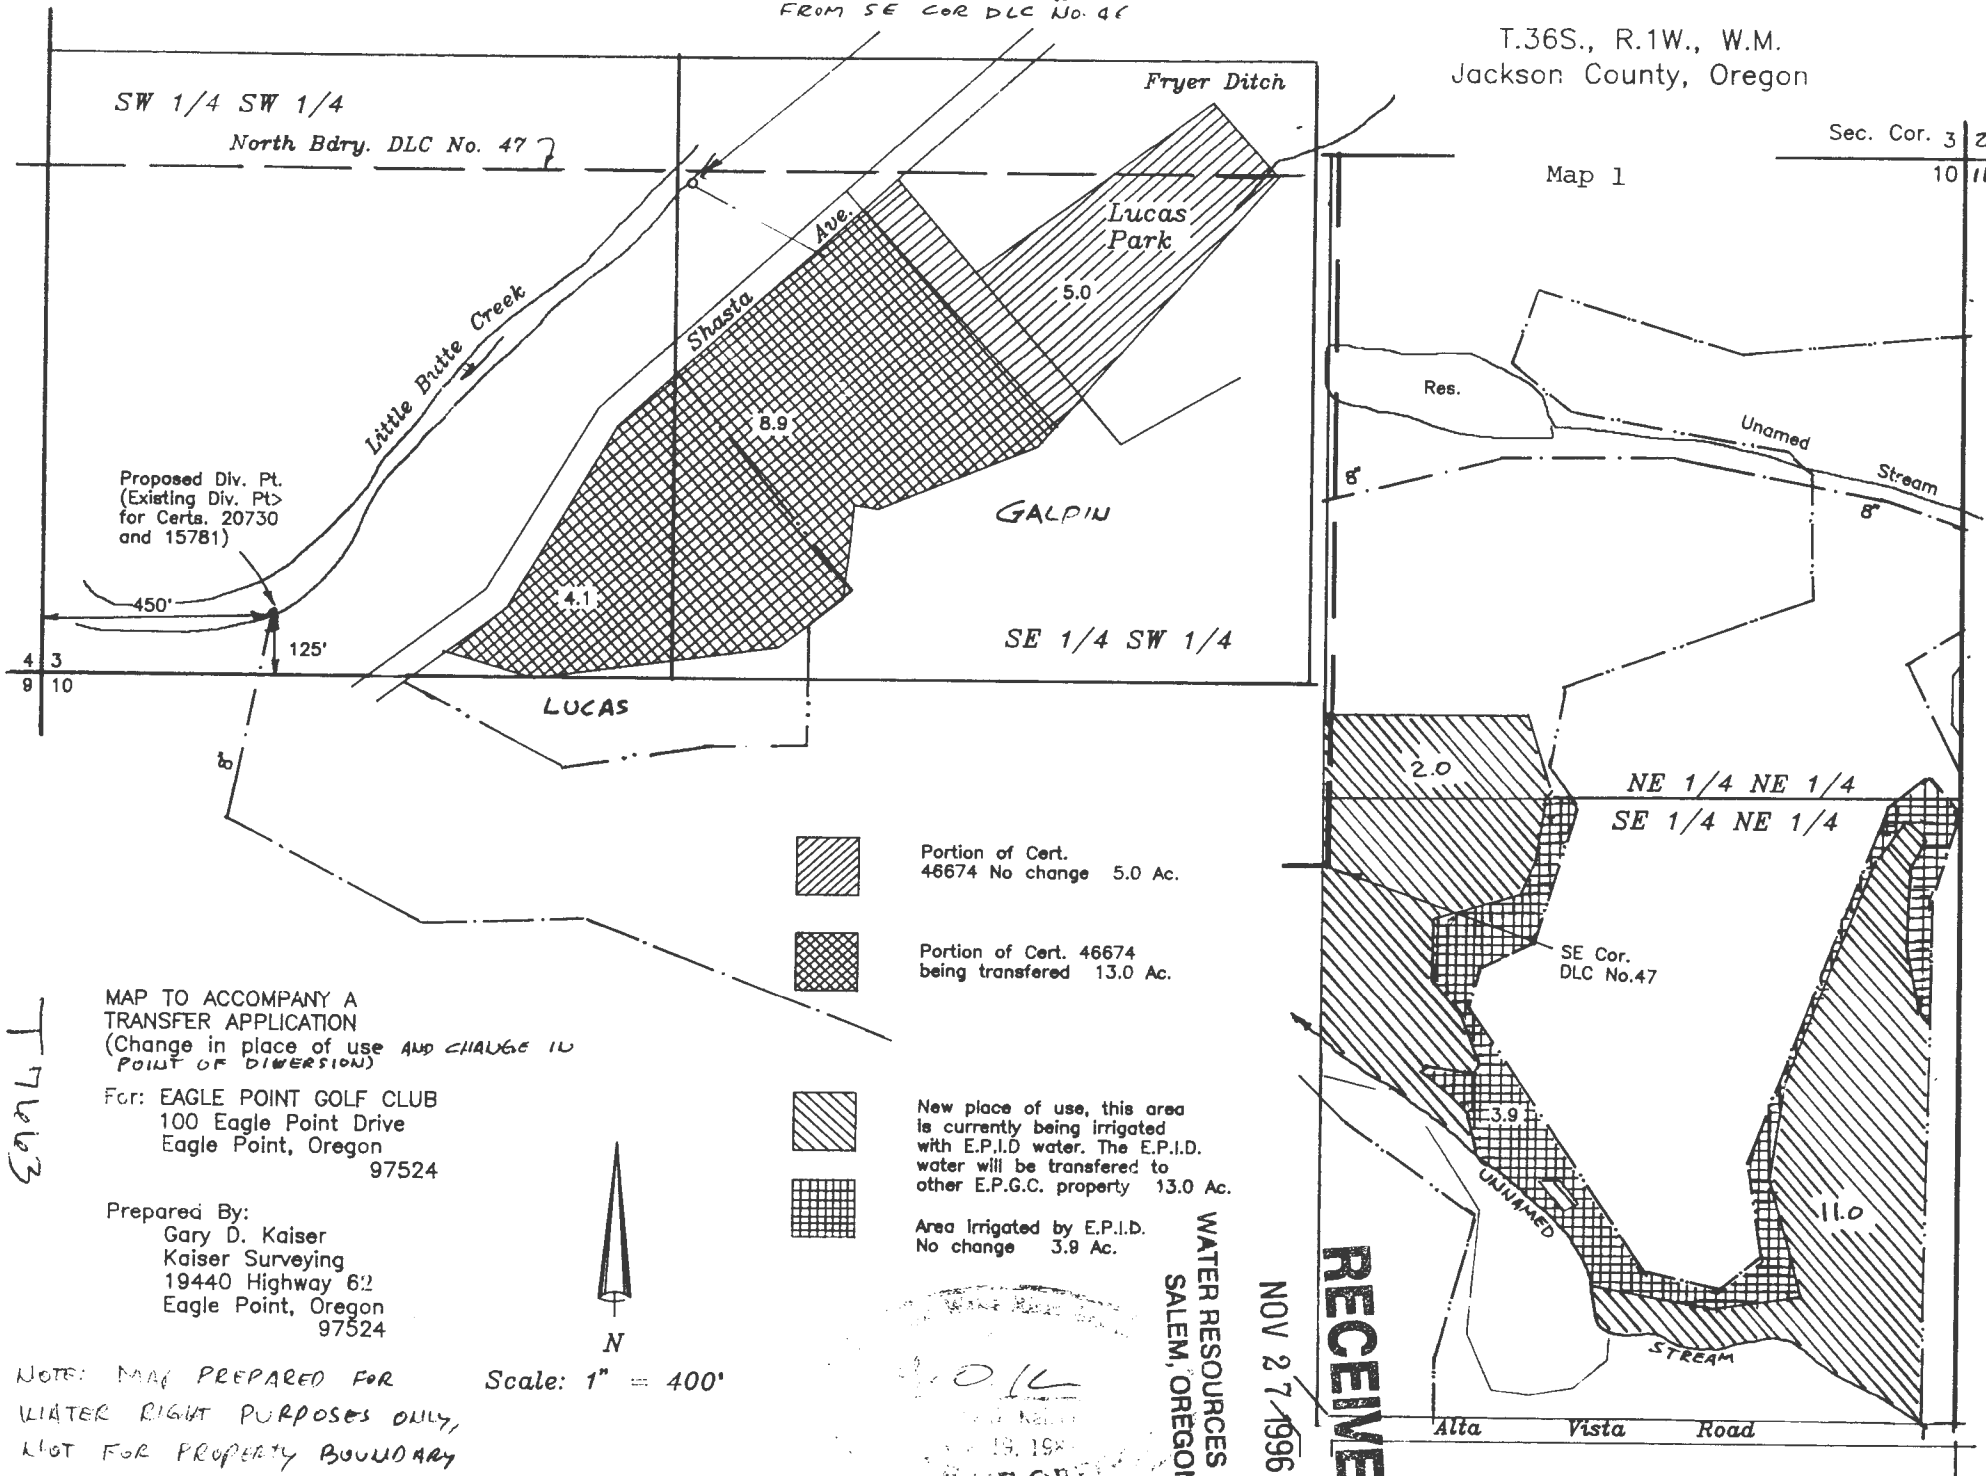 FROM SE COR DLC No. 46
T.36S., R.1W., W.M.
Jackson County, Oregon
Fryer Ditch
SW 1/4 SW 1/4
North Bdry. DLC No. 47
Sec. Cor. 3 2
10 11
Map 1
Lucas
Park
5.0
Shasta Ave.
Little Butte Creek
8.9
4.1
Res.
Unamed
Stream
8"
8"
GALPIN
Proposed Div. Pt.
(Existing Div. Pt>
for Certs. 20730
and 15781)
450'
125'
SE 1/4 SW 1/4
4 3
9 10
LUCAS
8"
2.0
NE 1/4 NE 1/4
SE 1/4 NE 1/4
Portion of Cert.
46674 No change 5.0 Ac.
Portion of Cert. 46674
being transfered 13.0 Ac.
SE Cor.
DLC No.47
MAP TO ACCOMPANY A
TRANSFER APPLICATION
(Change in place of use AND CHANGE IN
POINT OF DIVERSION)
For: EAGLE POINT GOLF CLUB
100 Eagle Point Drive
Eagle Point, Oregon
97524
T 7663
New place of use, this area
is currently being irrigated
with E.P.I.D water. The E.P.I.D.
water will be transfered to
other E.P.G.C. property 13.0 Ac.
Area irrigated by E.P.I.D.
No change 3.9 Ac.
3.9
11.0
UNNAMED
STREAM
Prepared By:
Gary D. Kaiser
Kaiser Surveying
19440 Highway 62
Eagle Point, Oregon
97524
N
Scale: 1" = 400'
NOTE: MAP PREPARED FOR
WATER RIGHT PURPOSES ONLY,
NOT FOR PROPERTY BOUNDARY
RECEIVE
NOV 27 1996
WATER RESOURCES
SALEM, OREGON
Alta Vista Road